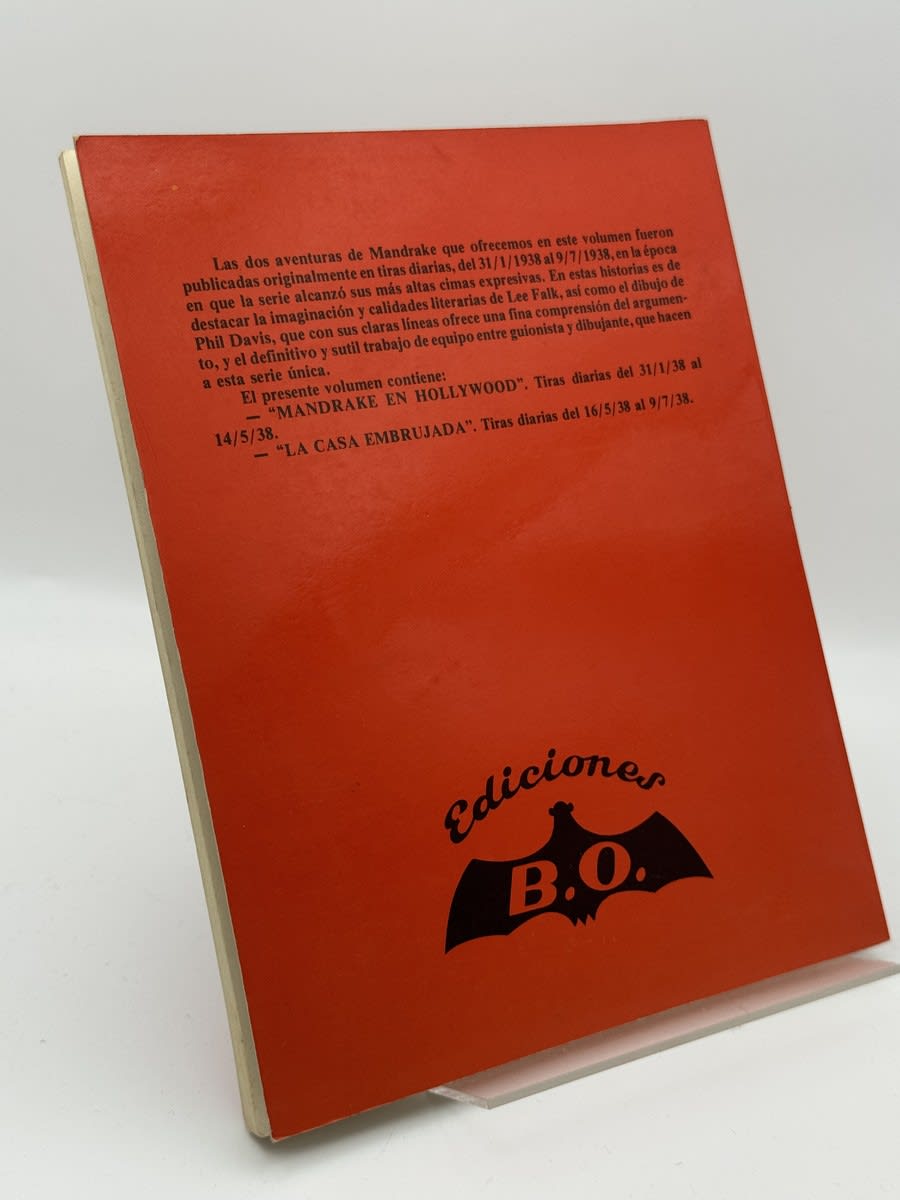 Las dos aventuras de Mandrake que ofrecemos en este volumen fueron
publicadas originalmente en tiras diarias, del 31/1/1938 al 9/7/1938, en la época
en que la serie alcanzó sus más altas cimas expresivas. En estas historias es de
destacar la imaginación y calidades literarias de Lee Falk, así como el dibujo de
Phil Davis, que con sus claras líneas ofrece una fina comprensión del argumen-
to, y el definitivo y sutil trabajo de equipo entre guionista y dibujante, que hacen
a esta serie única.
El presente volumen contiene:
— “MANDRAKE EN HOLLYWOOD”. Tiras diarias del 31/1/38 al
14/5/38.
— “LA CASA EMBRUJADA”. Tiras diarias del 16/5/38 al 9/7/38.
Ediciones
B.O.